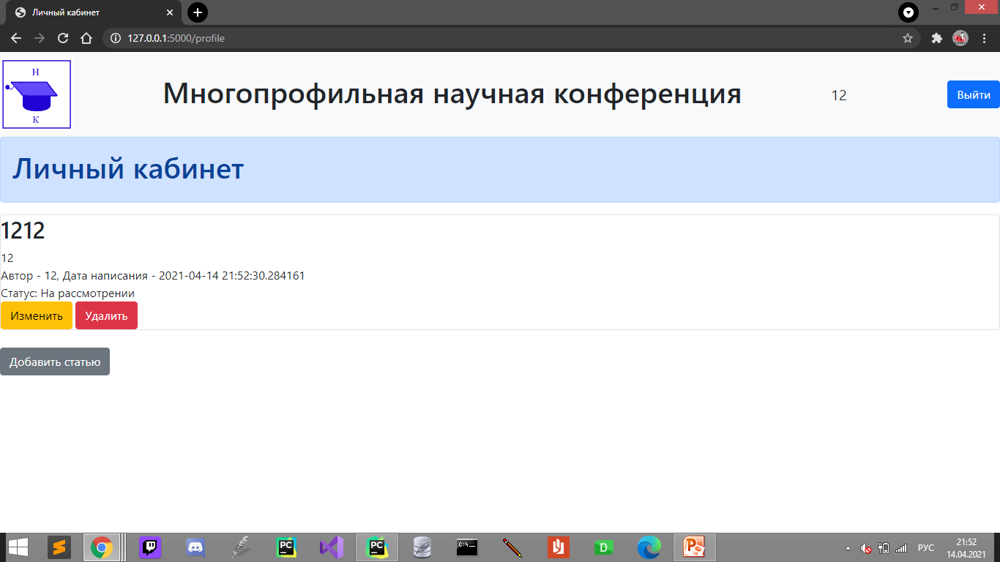 Личный кабинет
127.0.0.1:5000/profile
Н
К
Многопрофильная научная конференция
12
Выйти
Личный кабинет
1212
12
Автор - 12, Дата написания - 2021-04-14 21:52:30.284161
Статус: На рассмотрении
Изменить Удалить
Добавить статью
S
PC
PC
C:\_
D
P
РУС
21:52
14.04.2021